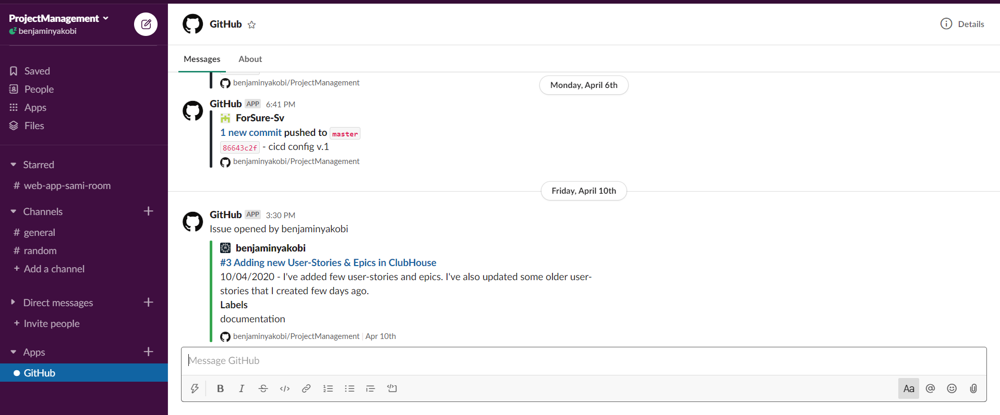 ProjectManagement
benjaminyakobi
Saved
People
Apps
Files
Starred
# web-app-sami-room
Channels +
# general
# random
+ Add a channel
Direct messages +
+ Invite people
Apps +
GitHub
GitHub
Details
Messages About
benjaminyakobi/ProjectManagement
Monday, April 6th
GitHub APP 6:41 PM
ForSure-Sv
1 new commit pushed to master
86643c2f - cicd config v.1
benjaminyakobi/ProjectManagement
Friday, April 10th
GitHub APP 3:30 PM
Issue opened by benjaminyakobi
benjaminyakobi
#3 Adding new User-Stories & Epics in ClubHouse
10/04/2020 - I've added few user-stories and epics. I've also updated some older user-
stories that I created few days ago.
Labels
documentation
benjaminyakobi/ProjectManagement | Apr 10th
Message GitHub
B I S </> Aa @